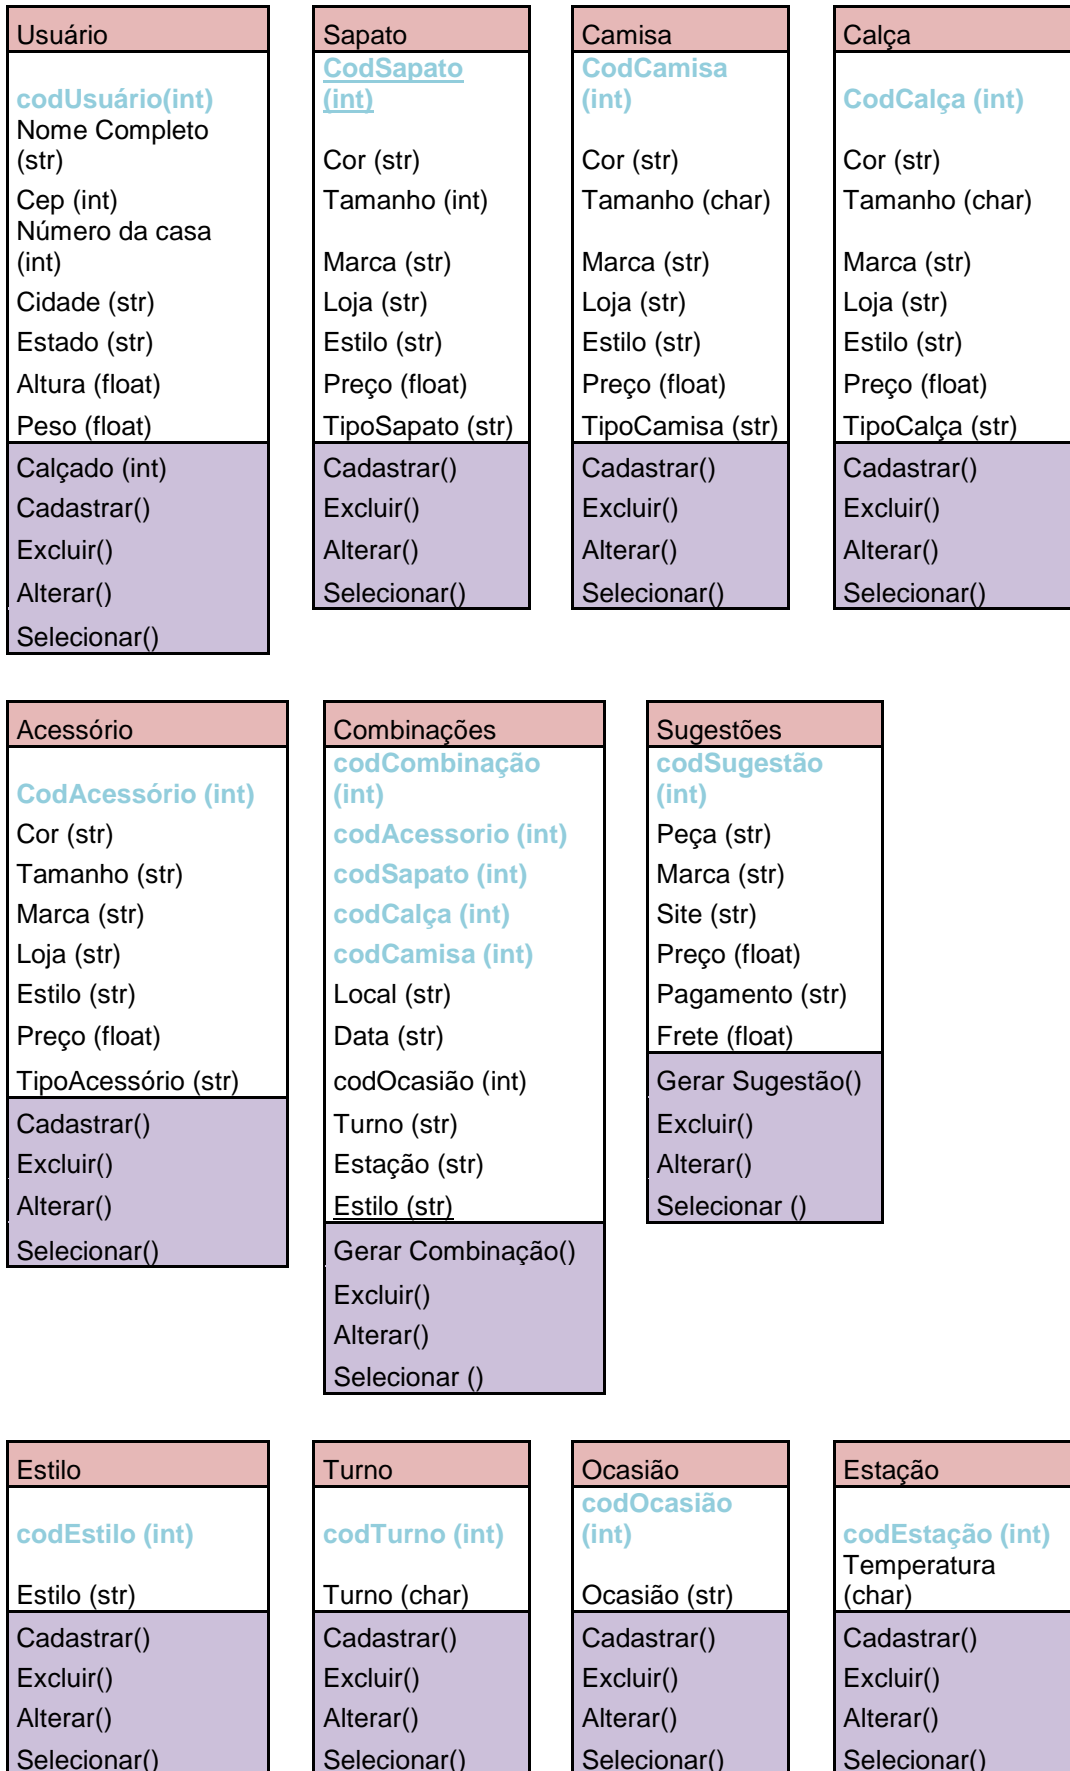 Usuário
codUsuário(int)
Nome Completo
(str)
Cep (int)
Número da casa
(int)
Cidade (str)
Estado (str)
Altura (float)
Peso (float)
Calçado (int)
Cadastrar()
Excluir()
Alterar()
Selecionar()
Sapato
CodSapato
(int)
Cor (str)
Tamanho (int)
Marca (str)
Loja (str)
Estilo (str)
Preço (float)
TipoSapato (str)
Cadastrar()
Excluir()
Alterar()
Selecionar()
Camisa
CodCamisa
(int)
Cor (str)
Tamanho (char)
Marca (str)
Loja (str)
Estilo (str)
Preço (float)
TipoCamisa (str)
Cadastrar()
Excluir()
Alterar()
Selecionar()
Calça
CodCalça (int)
Cor (str)
Tamanho (char)
Marca (str)
Loja (str)
Estilo (str)
Preço (float)
TipoCalça (str)
Cadastrar()
Excluir()
Alterar()
Selecionar()
Acessório
CodAcessório (int)
Cor (str)
Tamanho (str)
Marca (str)
Loja (str)
Estilo (str)
Preço (float)
TipoAcessório (str)
Cadastrar()
Excluir()
Alterar()
Selecionar()
Combinações
codCombinação
(int)
codAcessorio (int)
codSapato (int)
codCalça (int)
codCamisa (int)
Local (str)
Data (str)
codOcasião (int)
Turno (str)
Estação (str)
Estilo (str)
Gerar Combinação()
Excluir()
Alterar()
Selecionar ()
Sugestões
codSugestão
(int)
Peça (str)
Marca (str)
Site (str)
Preço (float)
Pagamento (str)
Frete (float)
Gerar Sugestão()
Excluir()
Alterar()
Selecionar ()
Estilo
codEstilo (int)
Estilo (str)
Cadastrar()
Excluir()
Alterar()
Selecionar()
Turno
codTurno (int)
Turno (char)
Cadastrar()
Excluir()
Alterar()
Selecionar()
Ocasião
codOcasião
(int)
Ocasião (str)
Cadastrar()
Excluir()
Alterar()
Selecionar()
Estação
codEstação (int)
Temperatura
(char)
Cadastrar()
Excluir()
Alterar()
Selecionar()